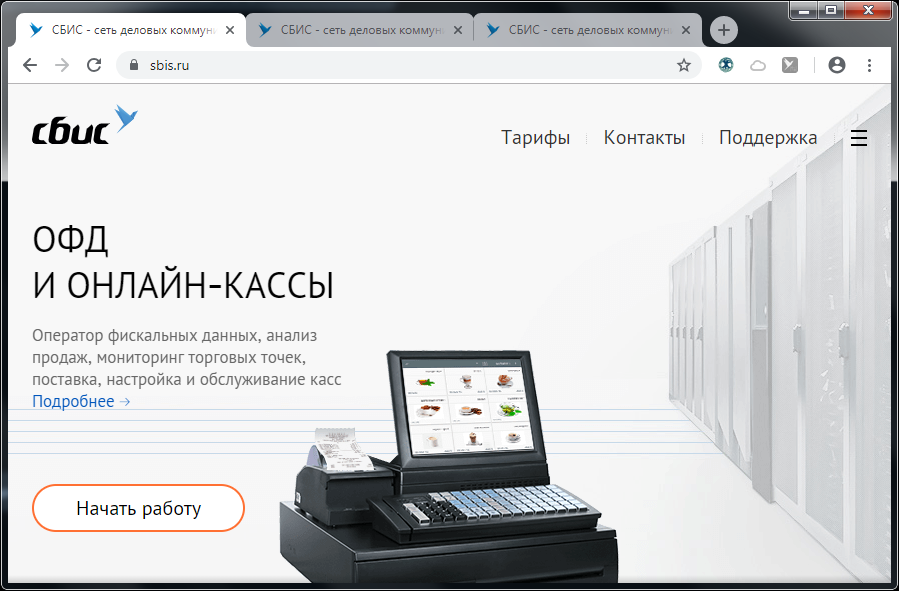 СБИС - сеть деловых коммун
СБИС - сеть деловых коммун
СБИС - сеть деловых коммун
sbis.ru
сбис
Тарифы
Контакты
Поддержка
ОФД
И ОНЛАЙН-КАССЫ
Оператор фискальных данных, анализ
продаж, мониторинг торговых точек,
поставка, настройка и обслуживание касс
Подробнее →
Начать работу